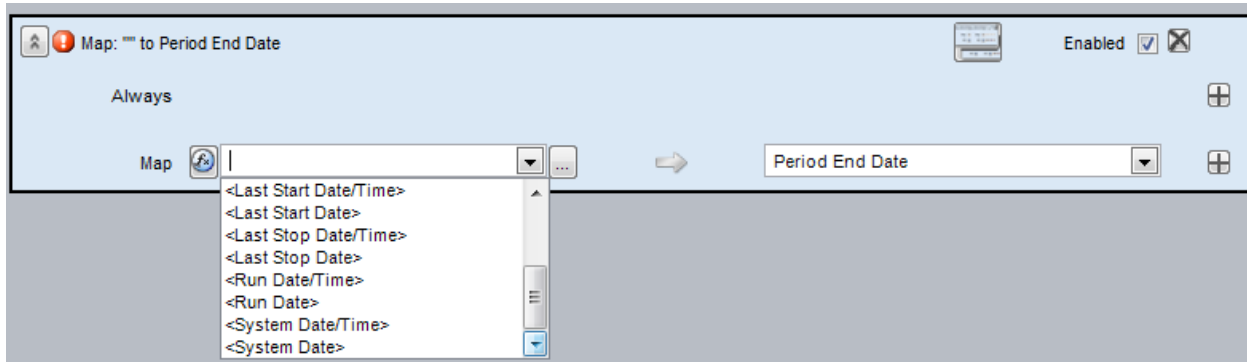 Map: "" to Period End Date
Enabled
Always
Map
...
Period End Date
<Last Start Date/Time>
<Last Start Date>
<Last Stop Date/Time>
<Last Stop Date>
<Run Date/Time>
<Run Date>
<System Date/Time>
<System Date>